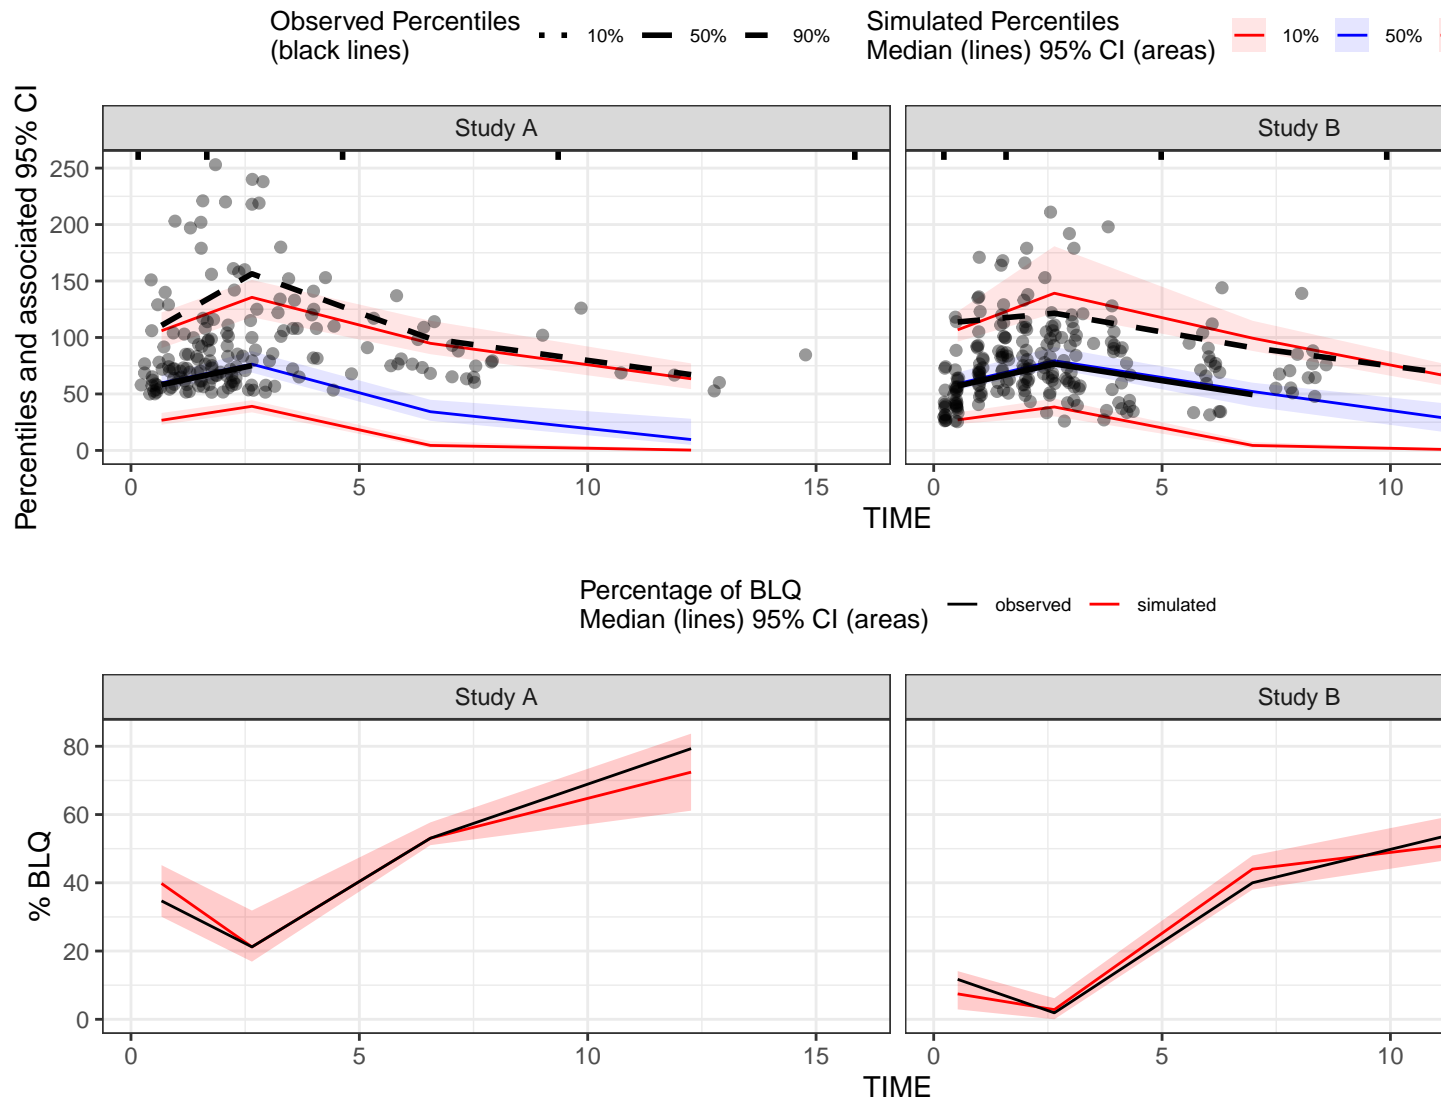 Observed Percentiles
(black lines)
10%
50%
90%
Simulated Percentiles
Median (lines) 95% CI (areas)
10%
50%
Percentiles and associated 95% CI
Study A
Study B
250
200
150
100
50
0
0
5
10
15
0
5
10
TIME
Percentage of BLQ
Median (lines) 95% CI (areas)
observed
simulated
% BLQ
Study A
Study B
80
60
40
20
0
0
5
10
15
0
5
10
TIME